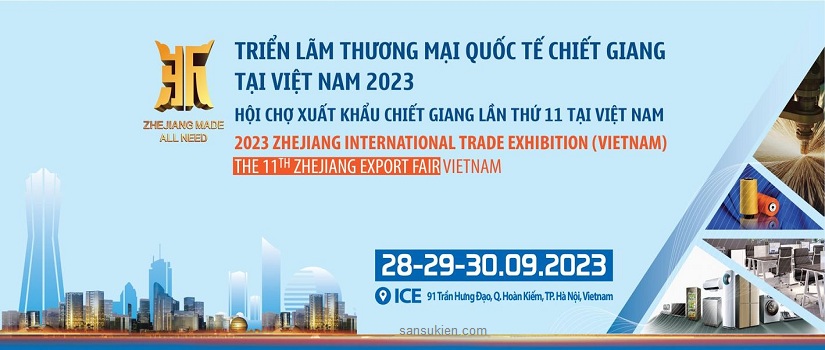 TRIỂN LÃM THƯƠNG MẠI QUỐC TẾ CHIẾT GIANG
TẠI VIỆT NAM 2023
HỘI CHỢ XUẤT KHẨU CHIẾT GIANG LẦN THỨ 11 TẠI VIỆT NAM
ZHEJIANG MADE
ALL NEED
2023 ZHEJIANG INTERNATIONAL TRADE EXHIBITION (VIETNAM)
THE 11TH ZHEJIANG EXPORT FAIR VIETNAM
28-29-30.09.2023
ICE 91 Trần Hưng Đạo, Q. Hoàn Kiếm, TP. Hà Nội, Vietnam
sansukien.com